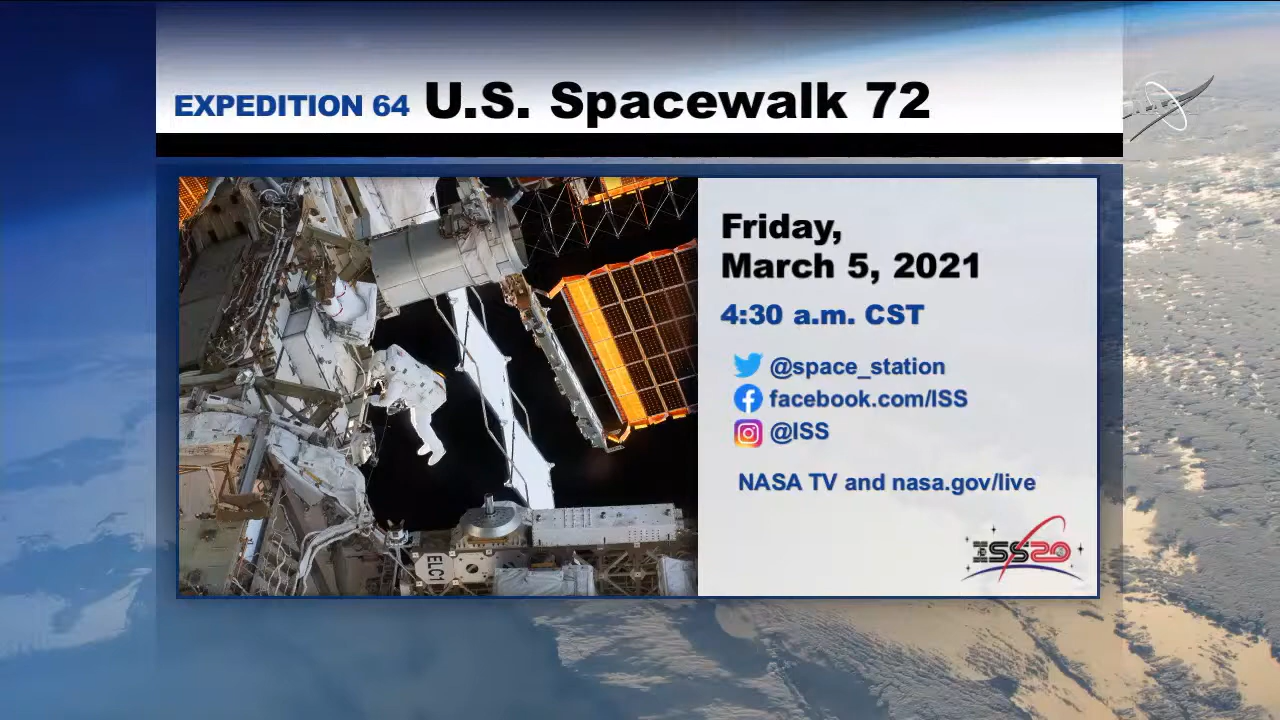 EXPEDITION 64 U.S. Spacewalk 72
Friday,
March 5, 2021
4:30 a.m. CST
@space_station
facebook.com/ISS
@ISS
NASA TV and nasa.gov/live
ISS20
ELC1